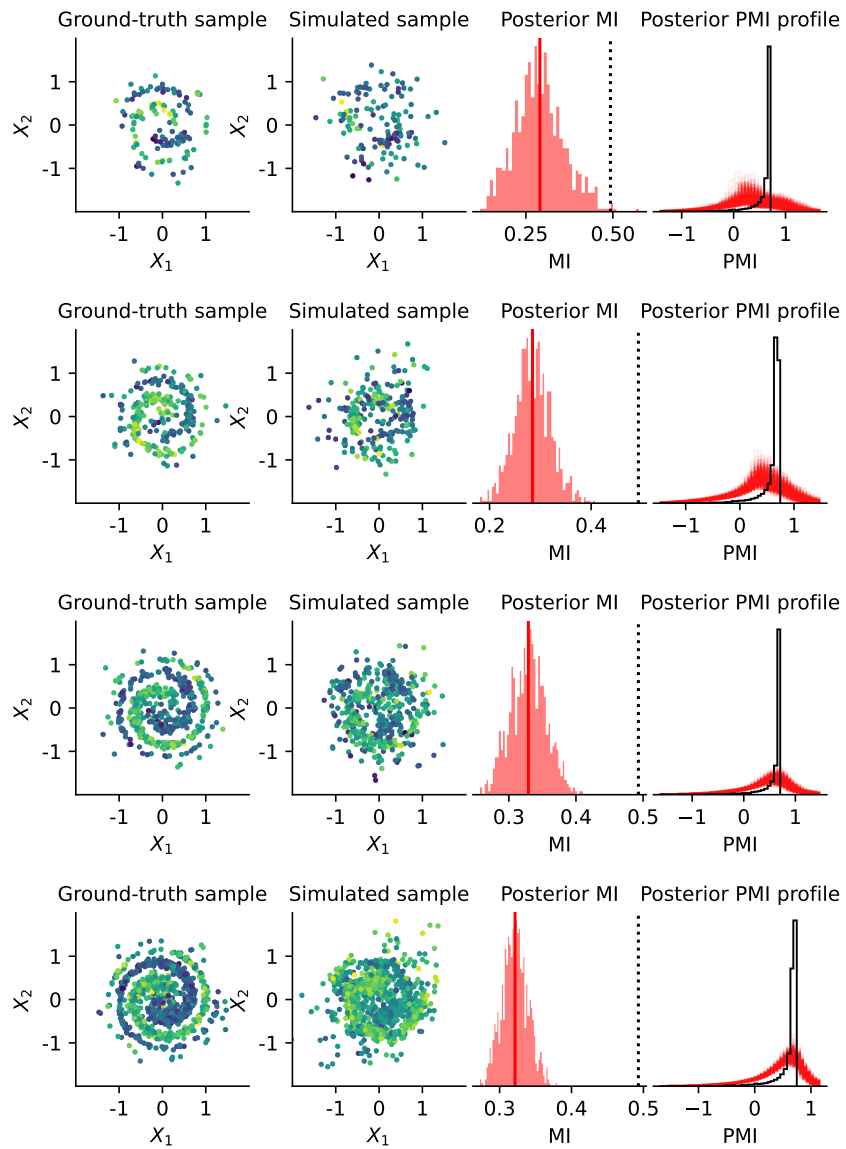 Ground-truth sample Simulated sample Posterior MI Posterior PMI profile
1
0
-1
X2
1
0
-1
X2
-1 0 1 -1 0 1 0.25 0.50 −1 0 1
X1 X1 MI PMI
Ground-truth sample Simulated sample Posterior MI Posterior PMI profile
1
0
-1
X2
1
0
-1
X2
-1 0 1 -1 0 1 0.2 0.4 −1 0 1
X1 X1 MI PMI
Ground-truth sample Simulated sample Posterior MI Posterior PMI profile
1
0
-1
X2
1
0
-1
X2
-1 0 1 -1 0 1 0.3 0.4 0.5 −1 0 1
X1 X1 MI PMI
Ground-truth sample Simulated sample Posterior MI Posterior PMI profile
1
0
-1
X2
1
0
-1
X2
-1 0 1 -1 0 1 0.3 0.4 0.5 −1 0 1
X1 X1 MI PMI